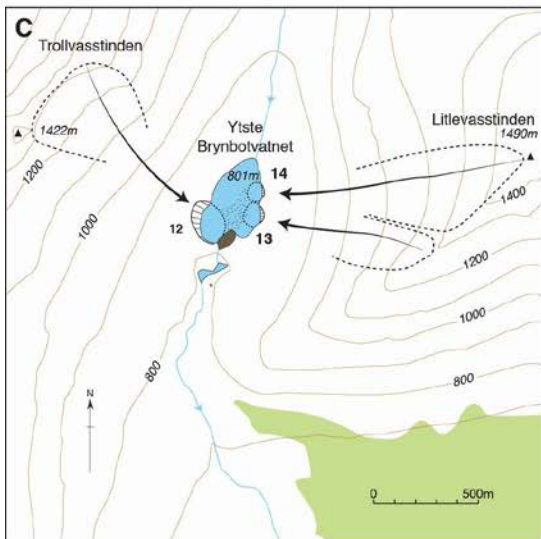 C
Trollvasstinden
1422m
1200
1000
Ytste
Brynbotvatnet
801m
14
12
13
Litlevasstinden
1490m
1400
1200
1000
800
800
N
0 500m